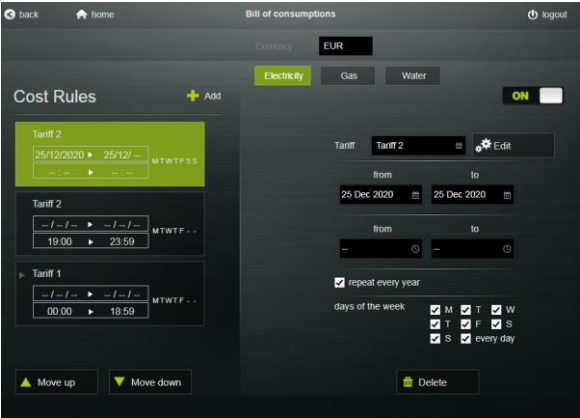 back
home
Bill of consumptions
logout
Currency
EUR
Electricity
Gas
Water
Cost Rules
Add
ON
Tariff 2
25/12/2020 ▸ 25/12/ --
-- : -- ▸ -- : --
MTWTFSS
Tariff 2
-- / -- / -- ▸ -- / -- / --
19:00 ▸ 23:59
MTWTF--
Tariff 1
-- / -- / -- ▸ -- / -- / --
00:00 ▸ 18:59
MTWTF--
Move up
Move down
Tariff
Tariff 2
Edit
from
to
25 Dec 2020
25 Dec 2020
from
to
--
--
repeat every year
days of the week
M T W
T F S
S every day
Delete